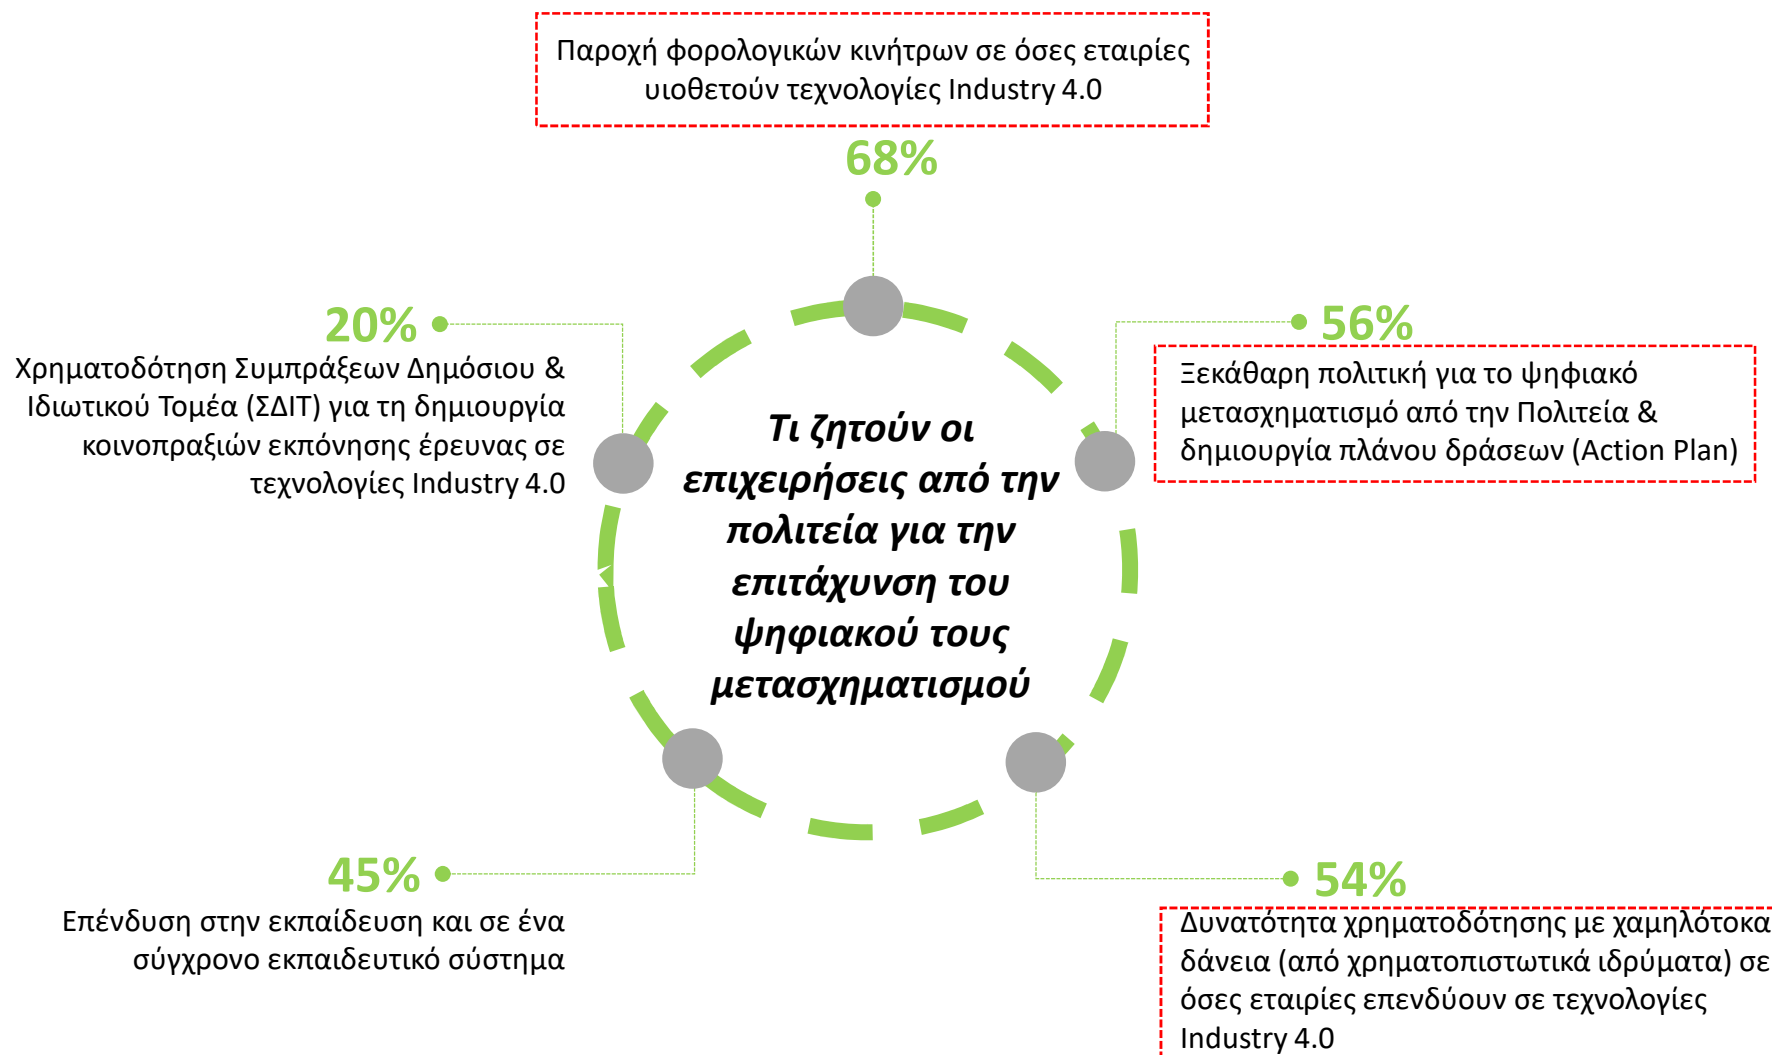 Παροχή φορολογικών κινήτρων σε όσες εταιρίες
υιοθετούν τεχνολογίες Industry 4.0
68%
20%
Χρηματοδότηση Συμπράξεων Δημόσιου &
Ιδιωτικού Τομέα (ΣΔΙΤ) για τη δημιουργία
κοινοπραξιών εκπόνησης έρευνας σε
τεχνολογίες Industry 4.0
56%
Ξεκάθαρη πολιτική για το ψηφιακό
μετασχηματισμό από την Πολιτεία &
δημιουργία πλάνου δράσεων (Action Plan)
Τι ζητούν οι
επιχειρήσεις από την
πολιτεία για την
επιτάχυνση του
ψηφιακού τους
μετασχηματισμού
45%
Επένδυση στην εκπαίδευση και σε ένα
σύγχρονο εκπαιδευτικό σύστημα
54%
Δυνατότητα χρηματοδότησης με χαμηλότοκα
δάνεια (από χρηματοπιστωτικά ιδρύματα) σε
όσες εταιρίες επενδύουν σε τεχνολογίες
Industry 4.0